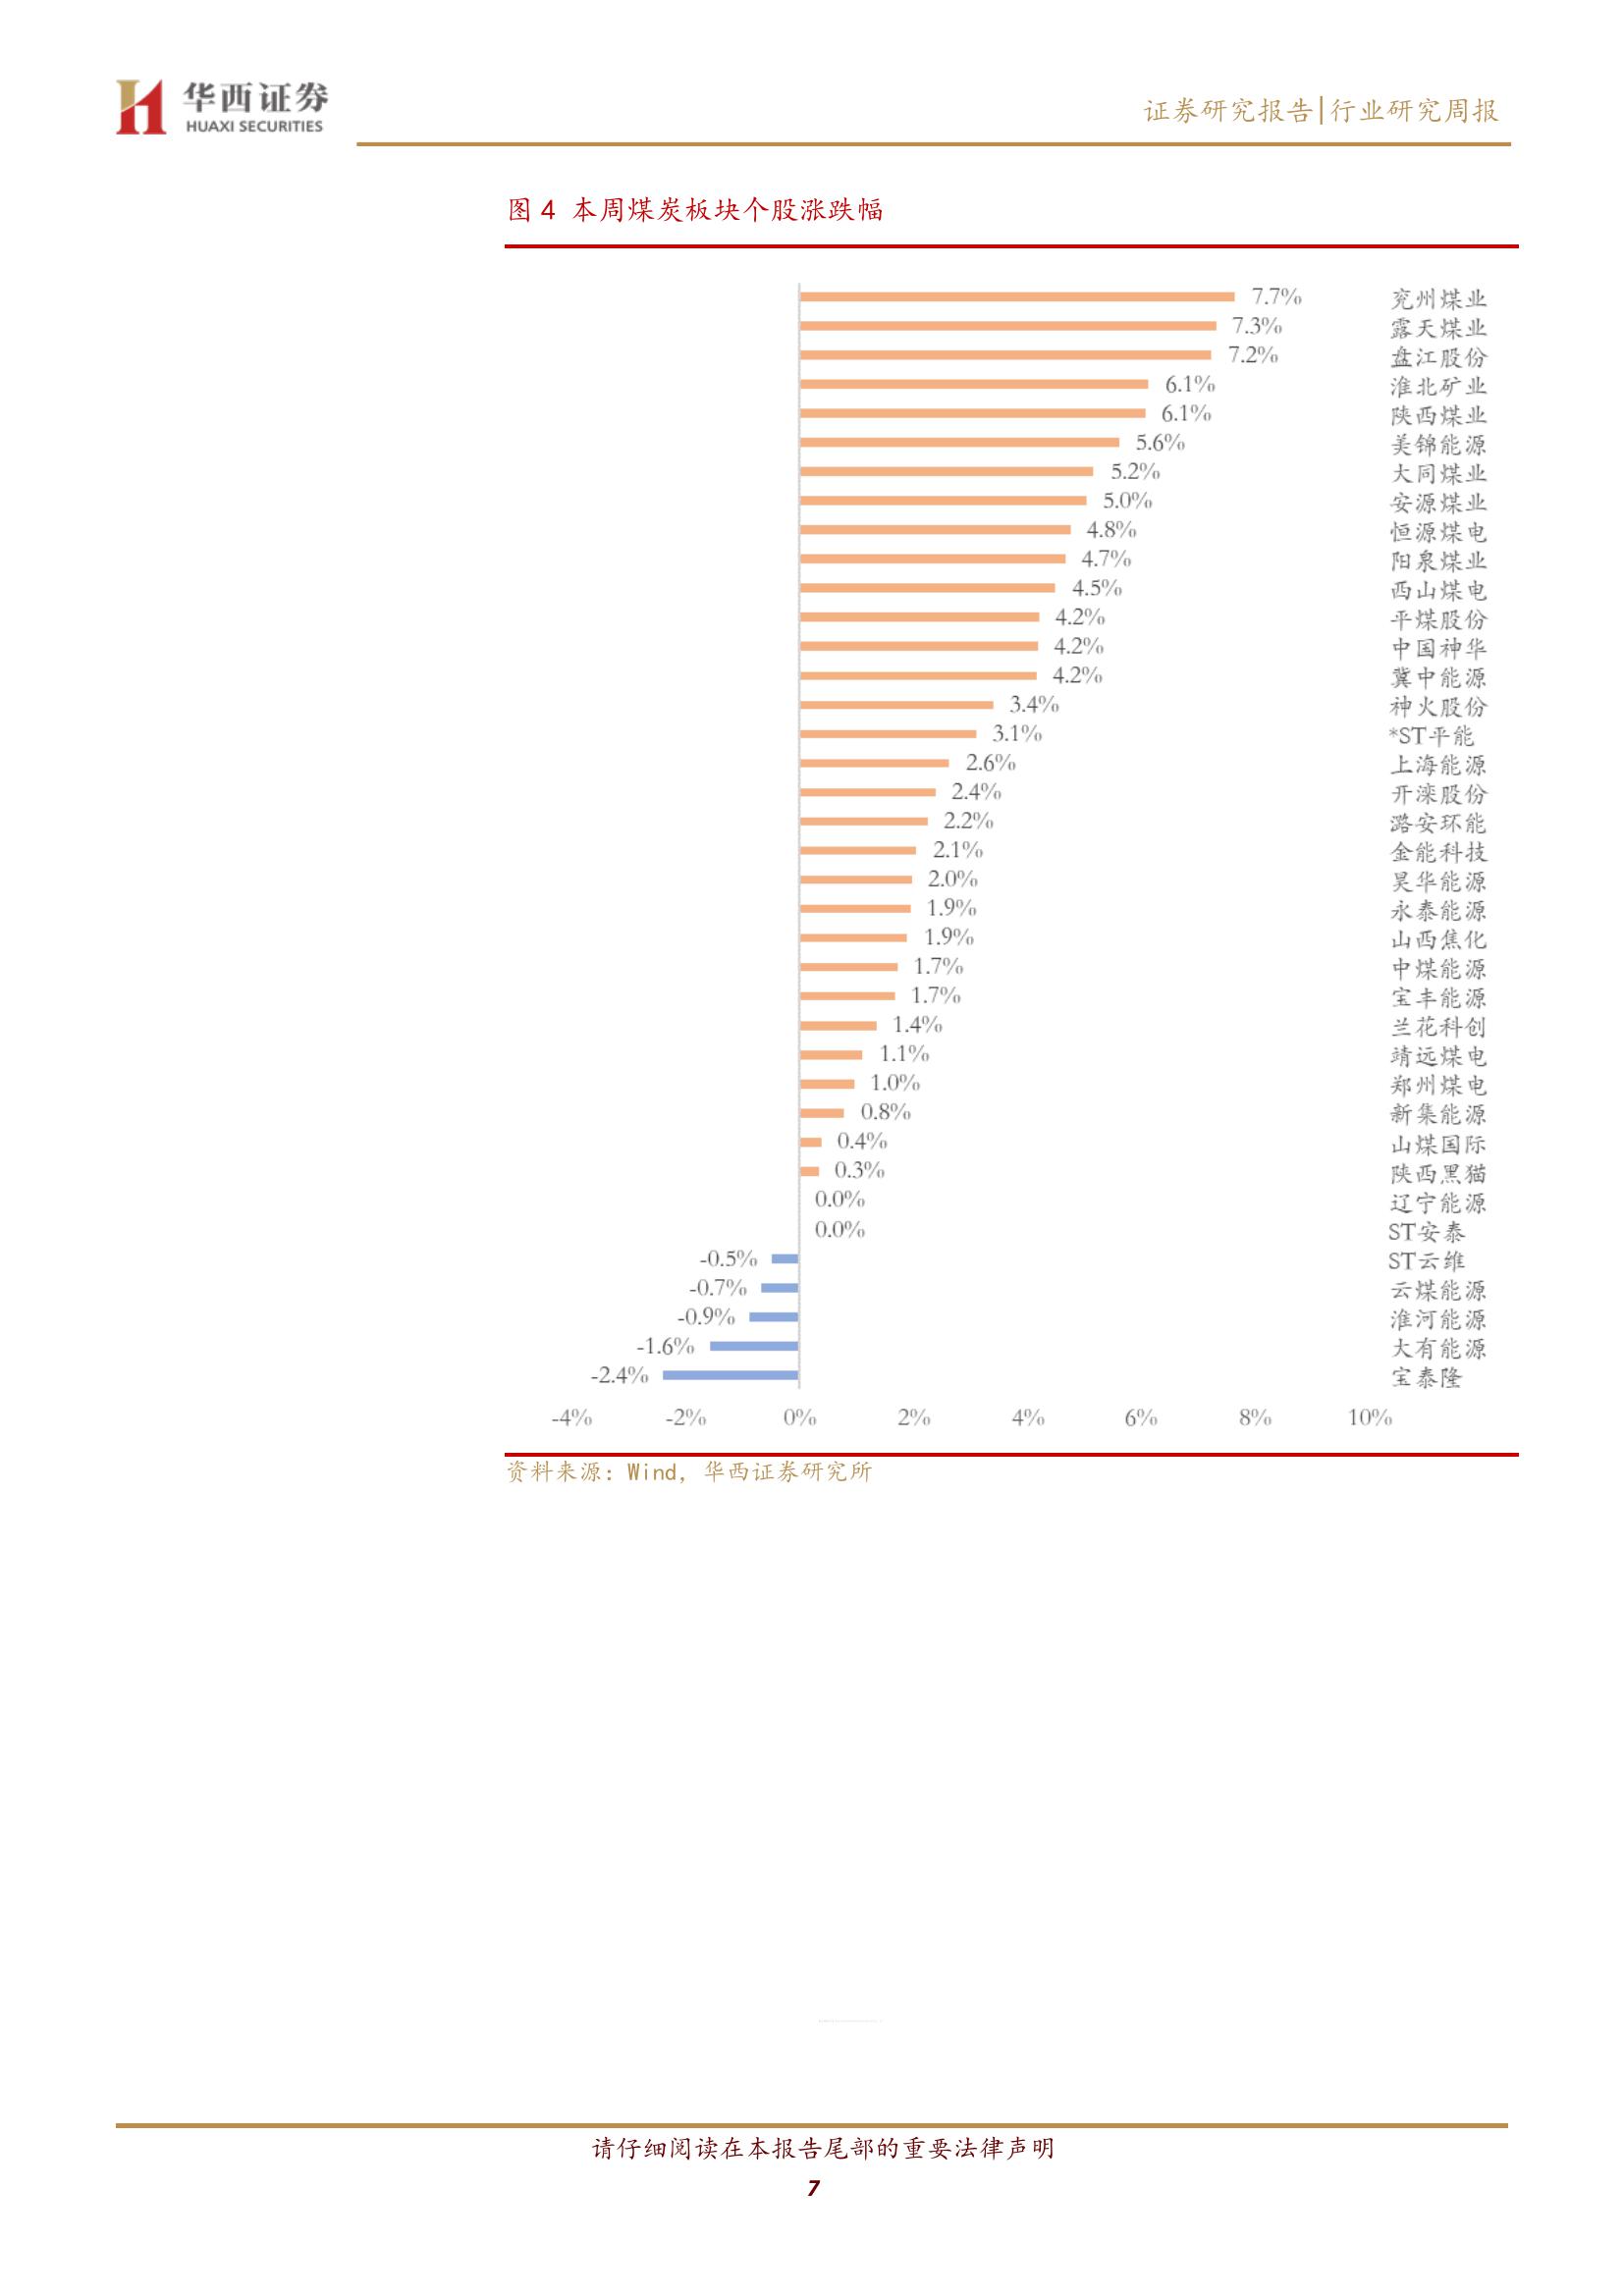 华西证券
HUAXI SECURITIES
证券研究报告|行业研究周报
图 4 本周煤炭板块个股涨跌幅
7.7% 兖州煤业
7.3% 露天煤业
7.2% 盘江股份
6.1% 淮北矿业
6.1% 陕西煤业
5.6% 美锦能源
5.2% 大同煤业
5.0% 安源煤业
4.8% 恒源煤电
4.7% 阳泉煤业
4.5% 西山煤电
4.2% 平煤股份
4.2% 中国神华
4.2% 冀中能源
3.4% 神火股份
3.1% *ST平能
2.6% 上海能源
2.4% 开滦股份
2.2% 潞安环能
2.1% 金能科技
2.0% 昊华能源
1.9% 永泰能源
1.9% 山西焦化
1.7% 中煤能源
1.7% 宝丰能源
1.4% 兰花科创
1.1% 靖远煤电
1.0% 郑州煤电
0.8% 新集能源
0.4% 山煤国际
0.3% 陕西黑猫
0.0% 辽宁能源
0.0% ST安泰
-0.5% ST云维
-0.7% 云煤能源
-0.9% 淮河能源
-1.6% 大有能源
-2.4% 宝泰隆
-4% -2% 0% 2% 4% 6% 8% 10%
资料来源：Wind，华西证券研究所
请仔细阅读在本报告尾部的重要法律声明
7